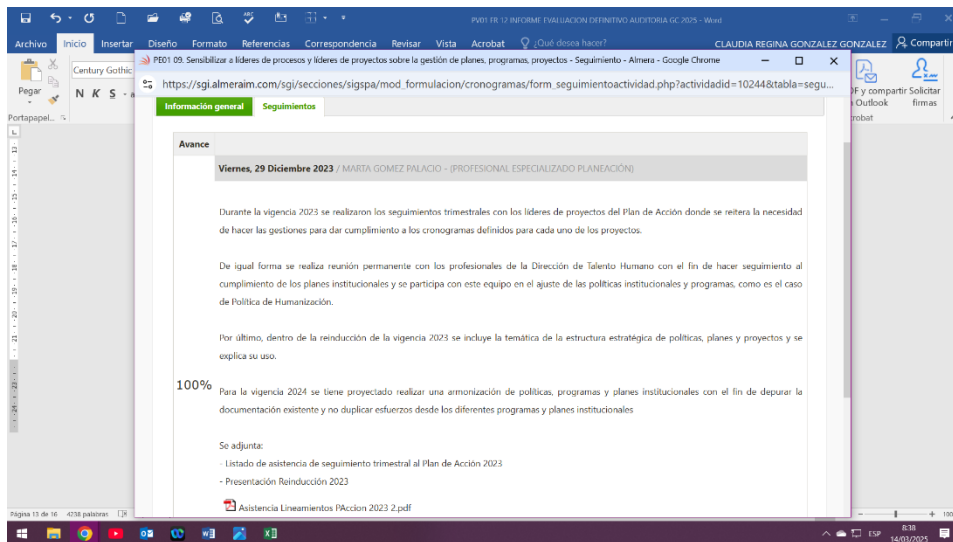 PV01 FR 12 INFORME EVALUACION DEFINITIVO AUDITORIA GC 2025 - Word
Archivo Inicio Insertar Diseño Formato Referencias Correspondencia Revisar Vista Acrobat ¿Qué desea hacer? CLAUDIA REGINA GONZALEZ GONZALEZ Compartir
PE01 09. Sensibilizar a líderes de procesos y líderes de proyectos sobre la gestión de planes, programas, proyectos - Seguimiento - Almera - Google Chrome
Century Gothic
https://sgi.almeraim.com/sgi/secciones/sigspa/mod_formulacion/cronogramas/form_seguimientoactividad.php?actividadid=10244&tabla=segu...
Pegar
N K S
DF y compartir Solicitar
Outlook firmas
Portapapel...
robat
Información general Seguimientos
Avance
Viernes, 29 Diciembre 2023 / MARTA GOMEZ PALACIO - (PROFESIONAL ESPECIALIZADO PLANEACIÓN)
Durante la vigencia 2023 se realizaron los seguimientos trimestrales con los líderes de proyectos del Plan de Acción donde se reitera la necesidad
de hacer las gestiones para dar cumplimiento a los cronogramas definidos para cada uno de los proyectos.
De igual forma se realiza reunión permanente con los profesionales de la Dirección de Talento Humano con el fin de hacer seguimiento al
cumplimiento de los planes institucionales y se participa con este equipo en el ajuste de las políticas institucionales y programas, como es el caso
de Política de Humanización.
Por último, dentro de la reinducción de la vigencia 2023 se incluye la temática de la estructura estratégica de políticas, planes y proyectos y se
explica su uso.
100%
Para la vigencia 2024 se tiene proyectado realizar una armonización de políticas, programas y planes institucionales con el fin de depurar la
documentación existente y no duplicar esfuerzos desde los diferentes programas y planes institucionales
Se adjunta:
- Listado de asistencia de seguimiento trimestral al Plan de Acción 2023
- Presentación Reinducción 2023
Asistencia Lineamientos PAccion 2023 2.pdf
Página 13 de 16 4238 palabras
100
ESP
8:38
14/03/2025